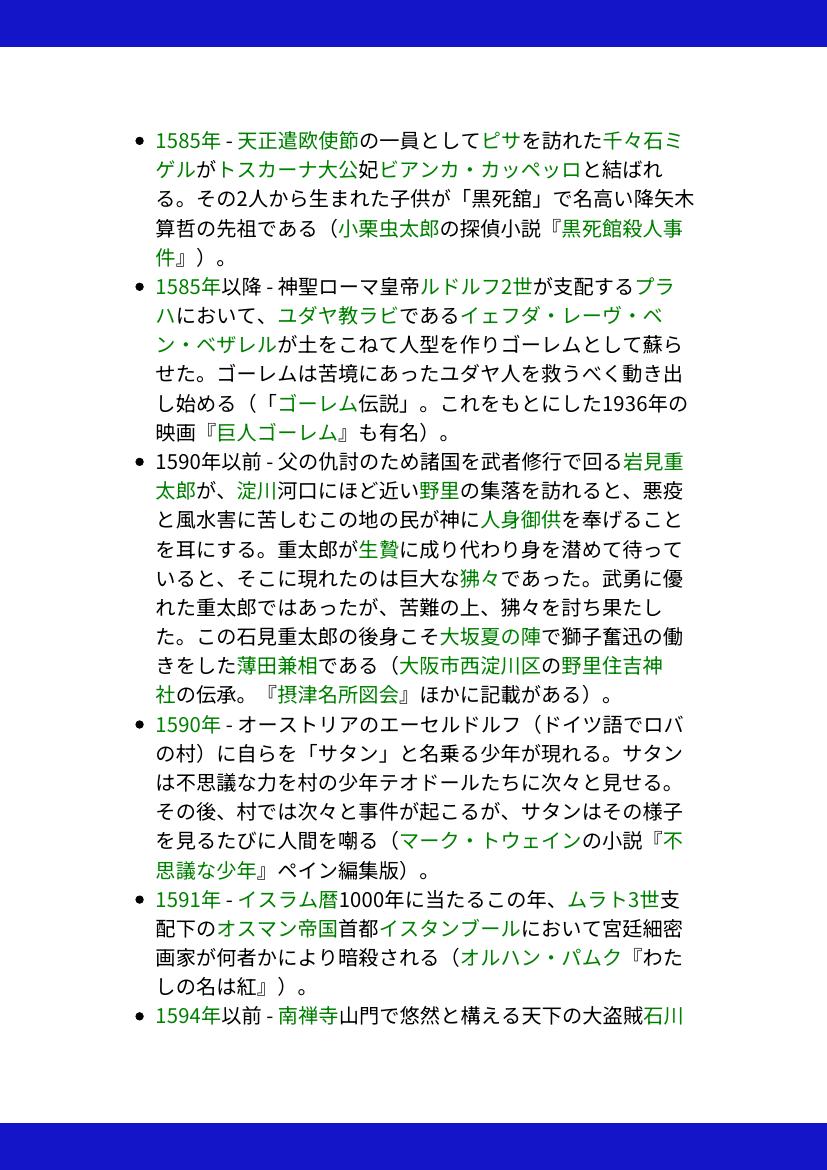 1585年 - 天正遣欧使節の一員としてピサを訪れた千々石ミ
ゲルがトスカーナ大公妃ビアンカ・カッペッロと結ばれ
る。その2人から生まれた子供が「黒死舘」で名高い降矢木
算哲の先祖である（小栗虫太郎の探偵小説『黒死館殺人事
件』）。
1585年以降 - 神聖ローマ皇帝ルドルフ2世が支配するプラ
ハにおいて、ユダヤ教ラビであるイェフダ・レーヴ・ベ
ン・ベザレルが土をこねて人型を作りゴーレムとして蘇ら
せた。ゴーレムは苦境にあったユダヤ人を救うべく動き出
し始める（「ゴーレム伝説」。これをもとにした1936年の
映画『巨人ゴーレム』も有名）。
1590年以前 - 父の仇討のため諸国を武者修行で回る岩見重
太郎が、淀川河口にほど近い野里の集落を訪れると、悪疫
と風水害に苦しむこの地の民が神に人身御供を奉げること
を耳にする。重太郎が生贄に成り代わり身を潜めて待って
いると、そこに現れたのは巨大な狒々であった。武勇に優
れた重太郎ではあったが、苦難の上、狒々を討ち果たし
た。この石見重太郎の後身こそ大坂夏の陣で獅子奮迅の働
きをした薄田兼相である（大阪市西淀川区の野里住吉神
社の伝承。『摂津名所図会』ほかに記載がある）。
1590年 - オーストリアのエーセルドルフ（ドイツ語でロバ
の村）に自らを「サタン」と名乗る少年が現れる。サタン
は不思議な力を村の少年テオドールたちに次々と見せる。
その後、村では次々と事件が起こるが、サタンはその様子
を見るたびに人間を嘲る（マーク・トウェインの小説『不
思議な少年』ペイン編集版）。
1591年 - イスラム暦1000年に当たるこの年、ムラト3世支
配下のオスマン帝国首都イスタンブールにおいて宮廷細密
画家が何者かにより暗殺される（オルハン・パムク『わた
しの名は紅』）。
1594年以前 - 南禅寺山門で悠然と構える天下の大盗賊石川